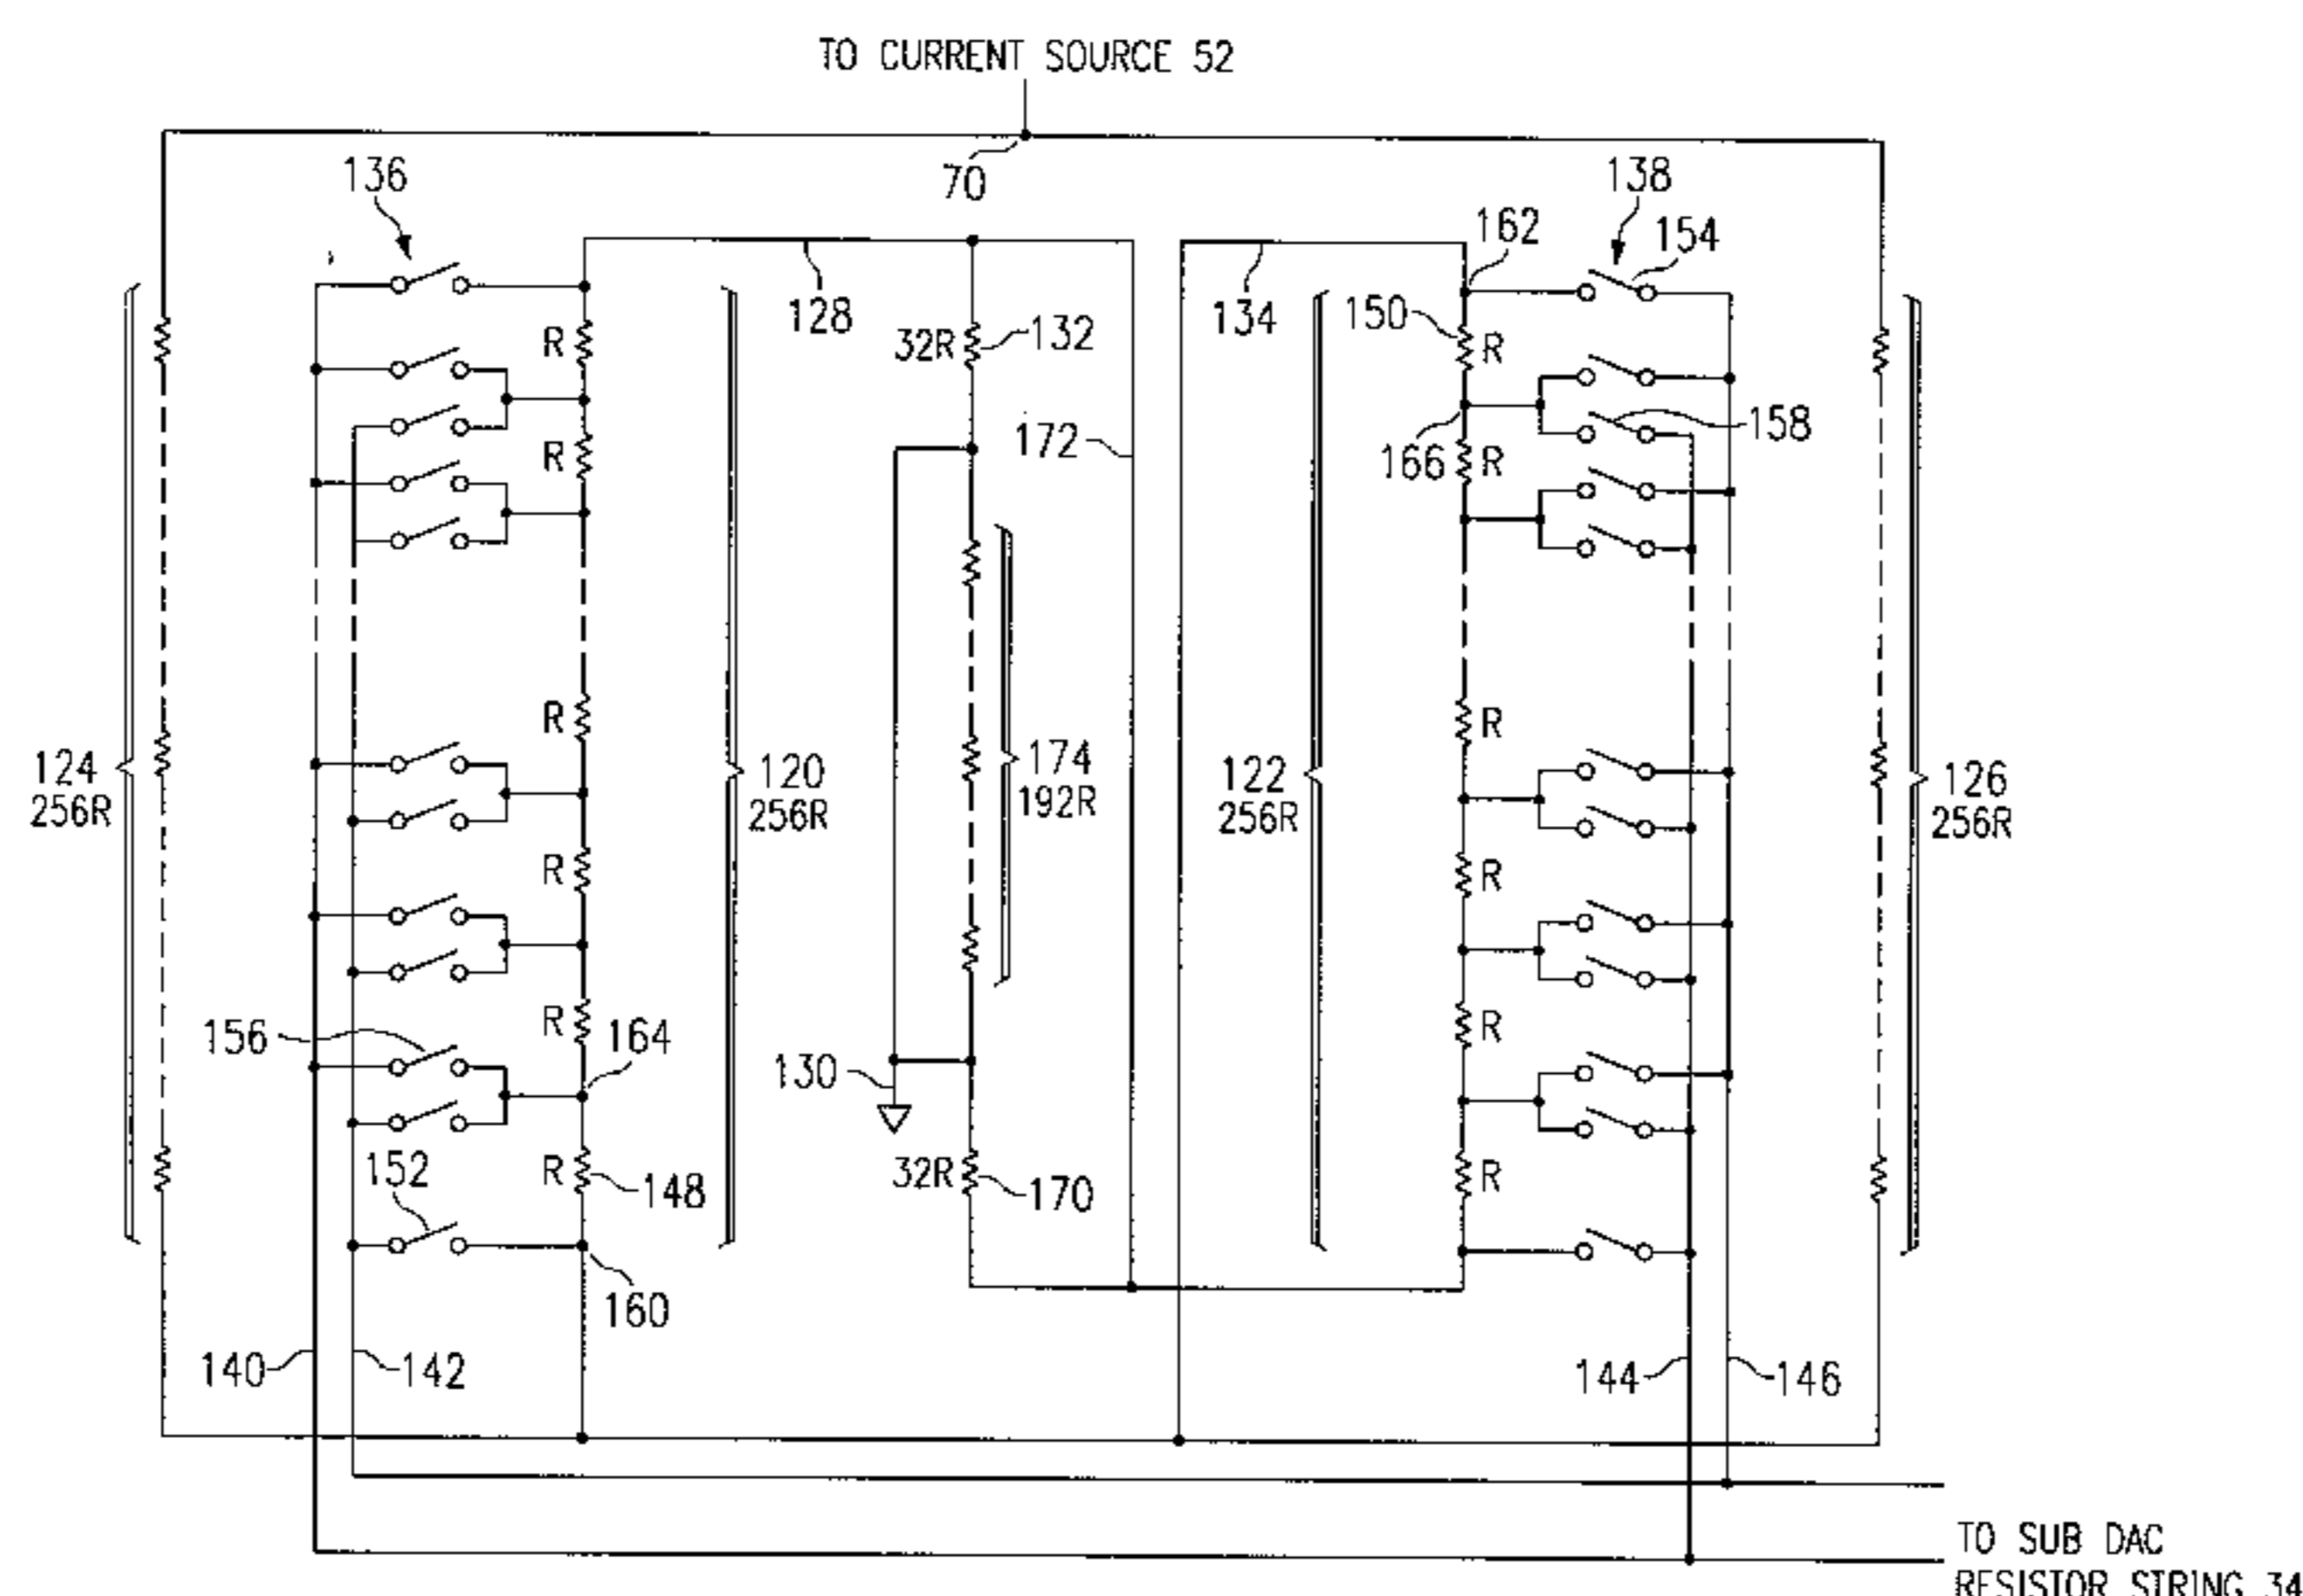 TO CURRENT SOURCE 52
70
136
138
154
162
128
134
150
R
32R
132
R
158
172
166
R
R
R
R
124
256R
120
256R
174
192R
122
256R
126
256R
R
R
156
164
130
R
R
152
R
148
32R
170
R
160
140
142
144
146
TO SUB DAC
RESISTOR STRING 34